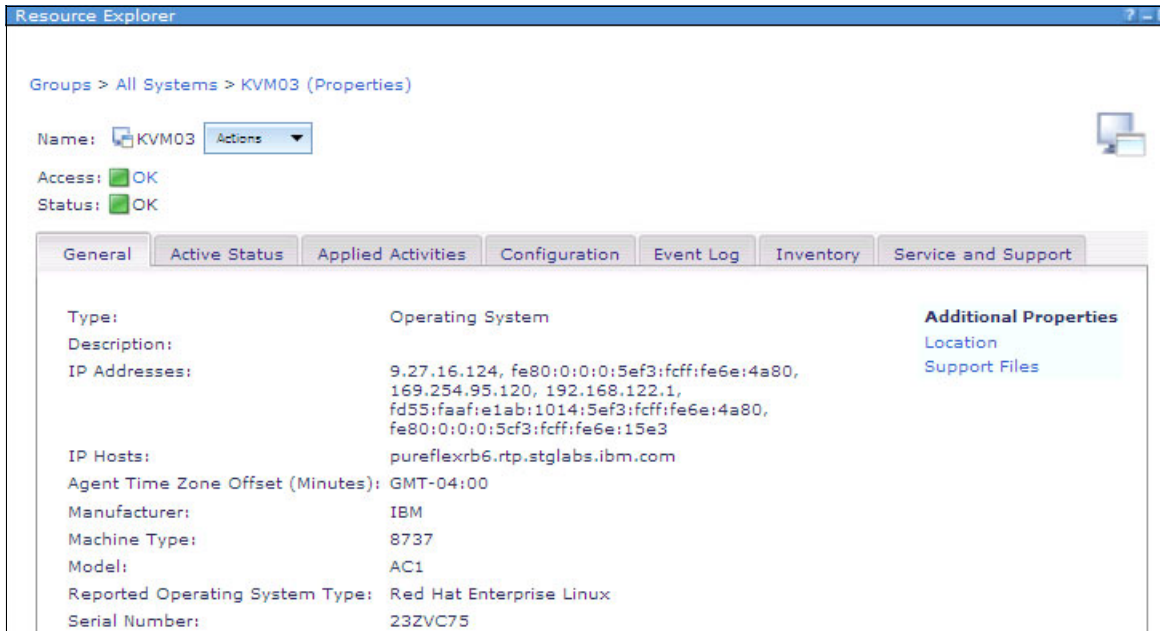 Resource Explorer ? –
Groups > All Systems > KVM03 (Properties)
Name: KVM03 Actions
Access: OK
Status: OK
General Active Status Applied Activities Configuration Event Log Inventory Service and Support
Type: Operating System Additional Properties
Description: Location
IP Addresses: 9.27.16.124, fe80:0:0:0:5ef3:fcff:fe6e:4a80, Support Files
169.254.95.120, 192.168.122.1,
fd55:faaf:e1ab:1014:5ef3:fcff:fe6e:4a80,
fe80:0:0:0:5cf3:fcff:fe6e:15e3
IP Hosts: pureflexrb6.rtp.stglabs.ibm.com
Agent Time Zone Offset (Minutes): GMT-04:00
Manufacturer: IBM
Machine Type: 8737
Model: AC1
Reported Operating System Type: Red Hat Enterprise Linux
Serial Number: 23ZVC75